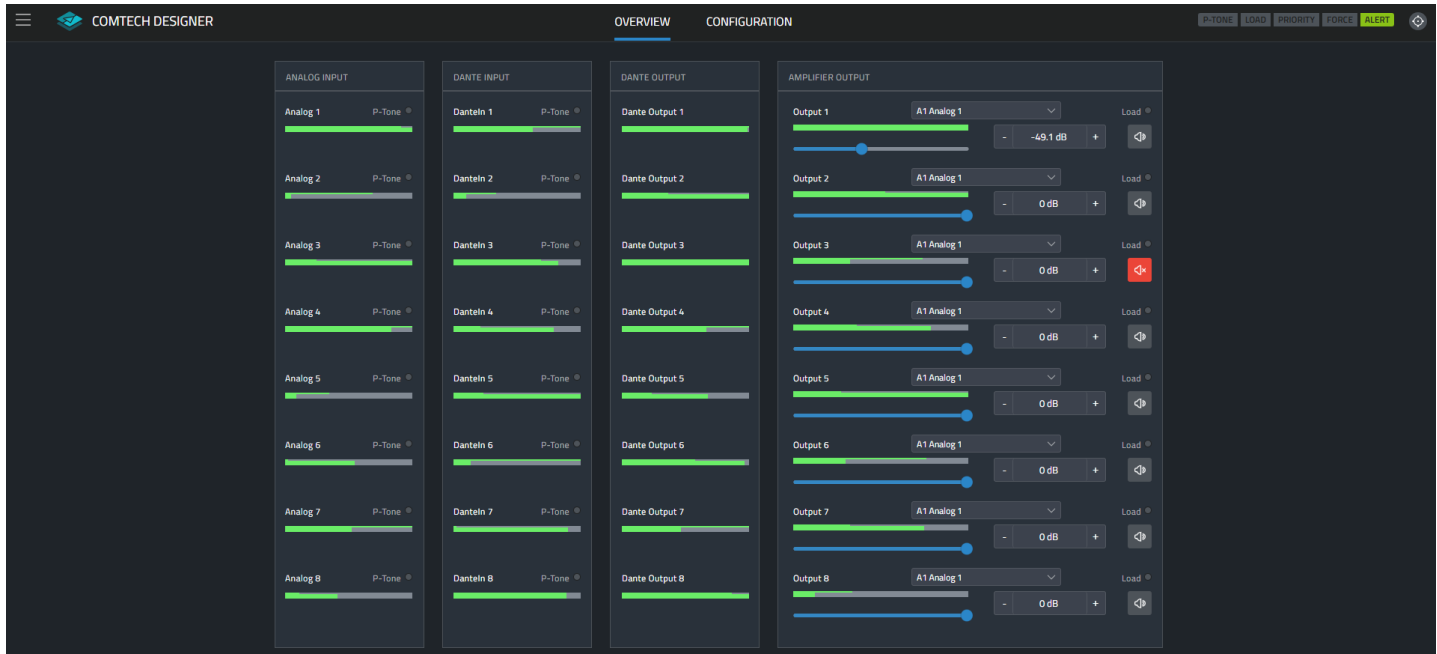 COMTECH DESIGNER
OVERVIEW CONFIGURATION
P-TONE LOAD PRIORITY FORCE ALERT
ANALOG INPUT
Analog 1 P-Tone
Analog 2 P-Tone
Analog 3 P-Tone
Analog 4 P-Tone
Analog 5 P-Tone
Analog 6 P-Tone
Analog 7 P-Tone
Analog 8 P-Tone
DANTE INPUT
DanteIn 1 P-Tone
DanteIn 2 P-Tone
DanteIn 3 P-Tone
DanteIn 4 P-Tone
DanteIn 5 P-Tone
DanteIn 6 P-Tone
DanteIn 7 P-Tone
DanteIn 8 P-Tone
DANTE OUTPUT
Dante Output 1
Dante Output 2
Dante Output 3
Dante Output 4
Dante Output 5
Dante Output 6
Dante Output 7
Dante Output 8
AMPLIFIER OUTPUT
Output 1 A1 Analog 1 Load
- -49.1 dB +
Output 2 A1 Analog 1 Load
- 0 dB +
Output 3 A1 Analog 1 Load
- 0 dB +
Output 4 A1 Analog 1 Load
- 0 dB +
Output 5 A1 Analog 1 Load
- 0 dB +
Output 6 A1 Analog 1 Load
- 0 dB +
Output 7 A1 Analog 1 Load
- 0 dB +
Output 8 A1 Analog 1 Load
- 0 dB +